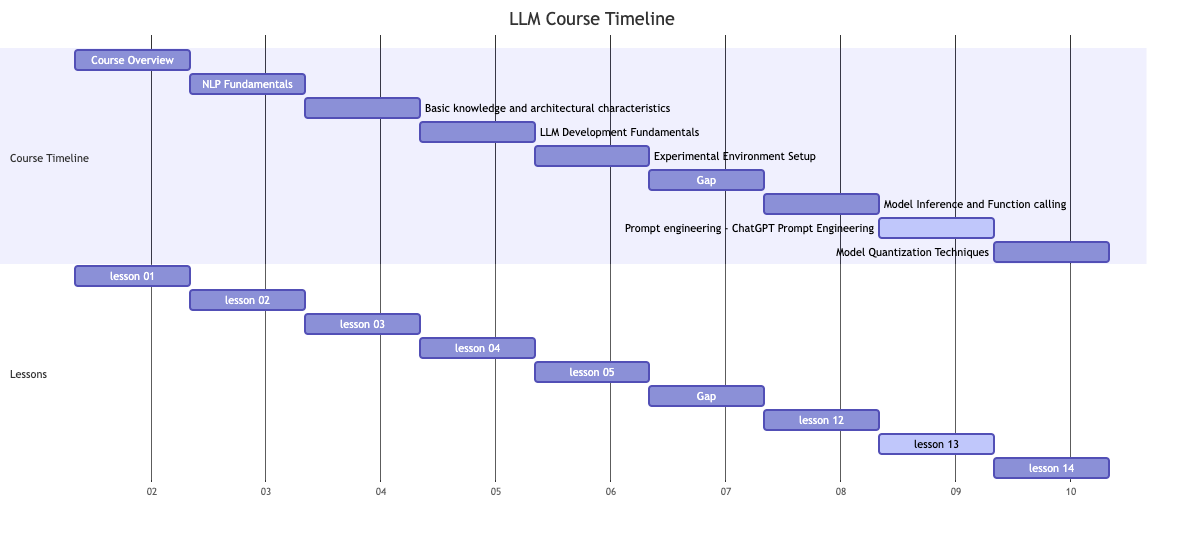 LLM Course Timeline
Course Overview
NLP Fundamentals
Basic knowledge and architectural characteristics
LLM Development Fundamentals
Course Timeline
Experimental Environment Setup
Gap
Model Inference and Function calling
Prompt engineering - ChatGPT Prompt Engineering
Model Quantization Techniques
lesson 01
lesson 02
lesson 03
lesson 04
Lessons
lesson 05
Gap
lesson 12
lesson 13
lesson 14
02 03 04 05 06 07 08 09 10